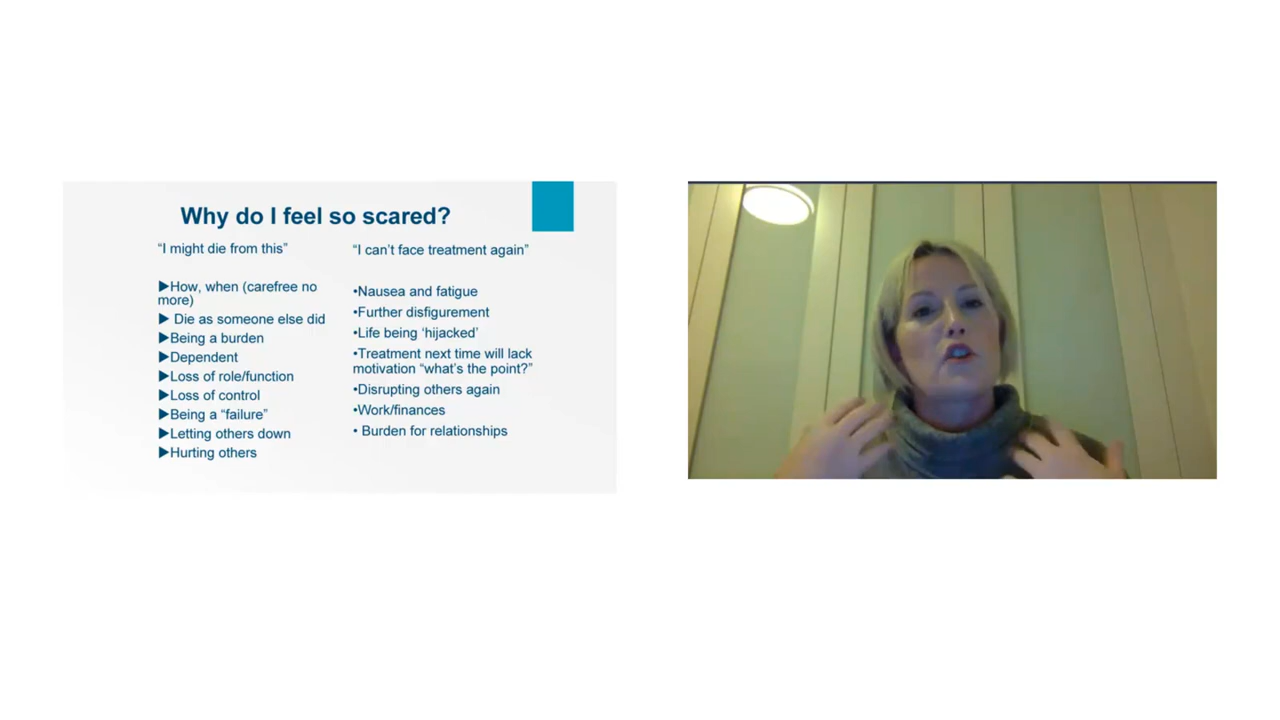 Why do I feel so scared?
“I might die from this”
▶How, when (carefree no
more)
▶ Die as someone else did
▶Being a burden
▶Dependent
▶Loss of role/function
▶Loss of control
▶Being a “failure”
▶Letting others down
▶Hurting others
“I can’t face treatment again”
•Nausea and fatigue
•Further disfigurement
•Life being ‘hijacked’
•Treatment next time will lack
motivation “what’s the point?”
•Disrupting others again
•Work/finances
• Burden for relationships